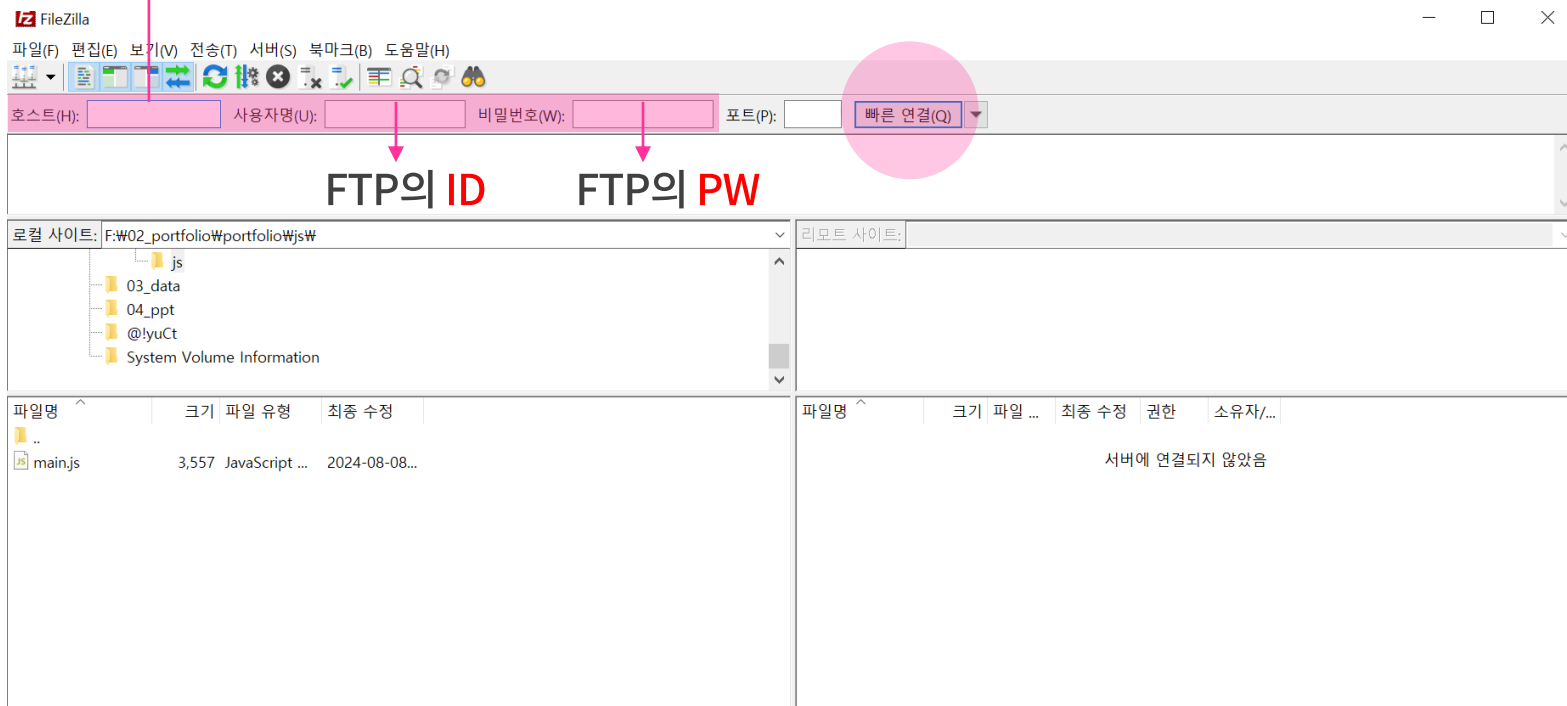 FileZilla
파일(F) 편집(E) 보기(V) 전송(T) 서버(S) 북마크(B) 도움말(H)
호스트(H): 사용자명(U): 비밀번호(W): 포트(P): 빠른 연결(Q)
FTP의 ID FTP의 PW
로컬 사이트: F:₩02_portfolio₩portfolio₩js₩
리모트 사이트:
js
03_data
04_ppt
@!yuCt
System Volume Information
파일명 크기 파일 유형 최종 수정
..
main.js 3,557 JavaScript ... 2024-08-08...
파일명 크기 파일 ... 최종 수정 권한 소유자/...
서버에 연결되지 않았음